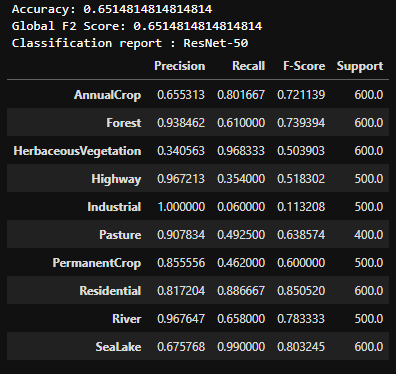 Accuracy: 0.6514814814814814
Global F2 Score: 0.6514814814814814
Classification report : ResNet-50
Precision Recall F-Score Support
AnnualCrop 0.655313 0.801667 0.721139 600.0
Forest 0.938462 0.610000 0.739394 600.0
HerbaceousVegetation 0.340563 0.968333 0.503903 600.0
Highway 0.967213 0.354000 0.518302 500.0
Industrial 1.000000 0.060000 0.113208 500.0
Pasture 0.907834 0.492500 0.638574 400.0
PermanentCrop 0.855556 0.462000 0.600000 500.0
Residential 0.817204 0.886667 0.850520 600.0
River 0.967647 0.658000 0.783333 500.0
SeaLake 0.675768 0.990000 0.803245 600.0